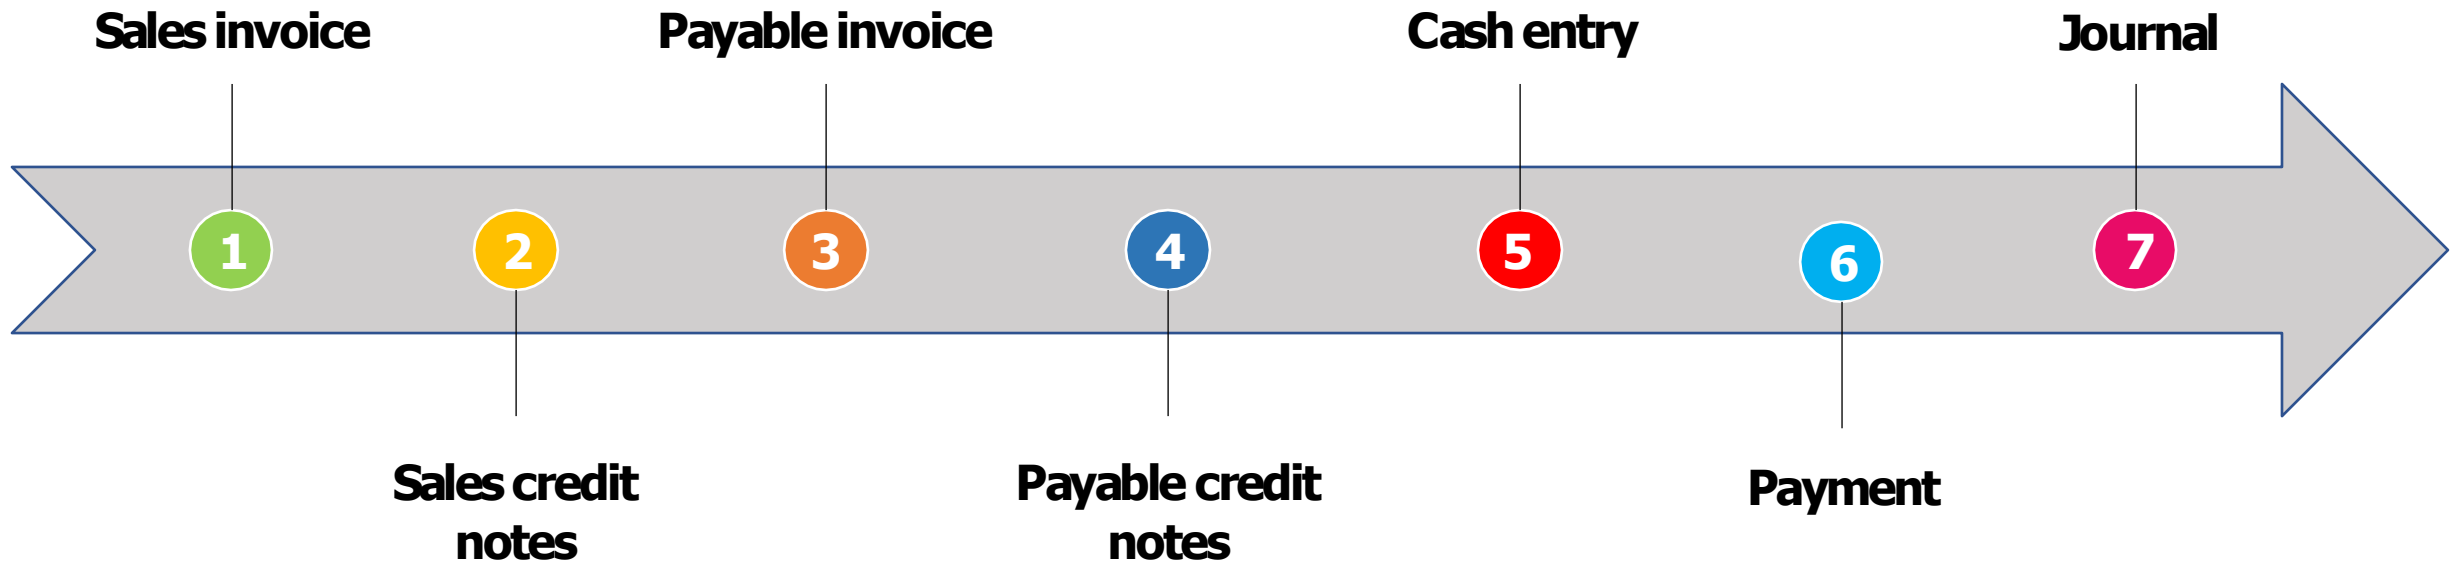 Sales invoice
Payable invoice
Cash entry
Journal
1
2
3
4
5
6
7
Sales credit
notes
Payable credit
notes
Payment